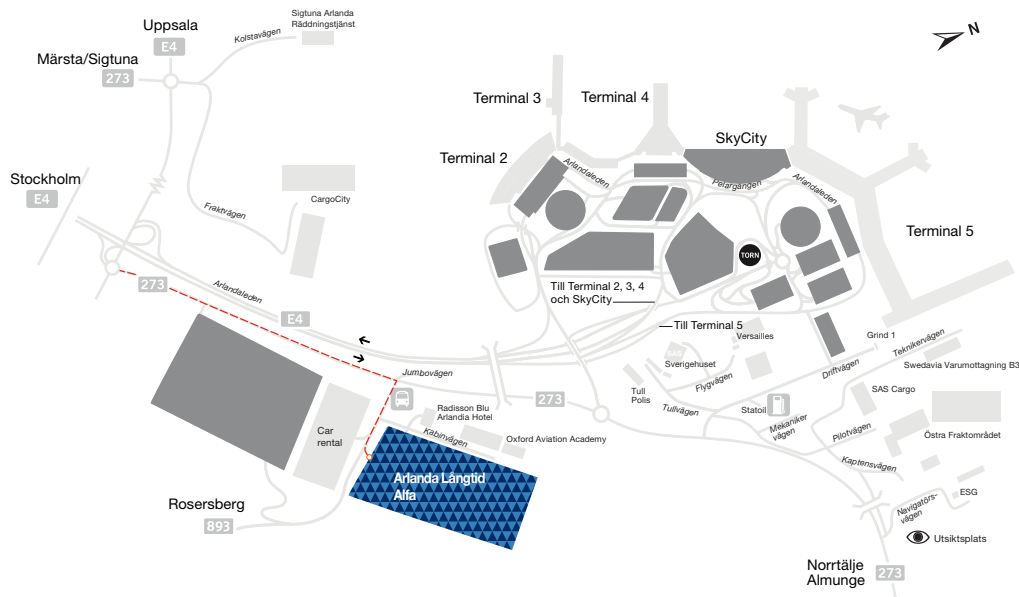 Sigtuna Arlanda
Räddningstjänst
Uppsala
E4
Kolstavägen
N
Märsta/Sigtuna
273
Terminal 3
Terminal 4
SkyCity
Terminal 2
Arlandaleden
Pelargången
Arlandaleden
Stockholm
E4
CargoCity
Fraktvägen
Terminal 5
TORN
273
Arlandaleden
E4
Till Terminal 2, 3, 4
och SkyCity
Till Terminal 5
Versailles
Grind 1
Teknikervägen
Swedavia Varumottagning B3
Sverigehuset
Driftvägen
Jumbovägen
Flygvägen
Tull
Polis
SAS Cargo
273
Tullvägen
Statoil
Radisson Blu
Arlandia Hotel
Mekaniker
vägen
Pilotvägen
Östra Fraktområdet
Car
rental
Kabinvägen
Oxford Aviation Academy
Kaptensvägen
Arlanda Långtid
Alfa
Rosersberg
893
Navigatörs-
vägen
ESG
Utsiktsplats
Norrtälje
Almunge
273